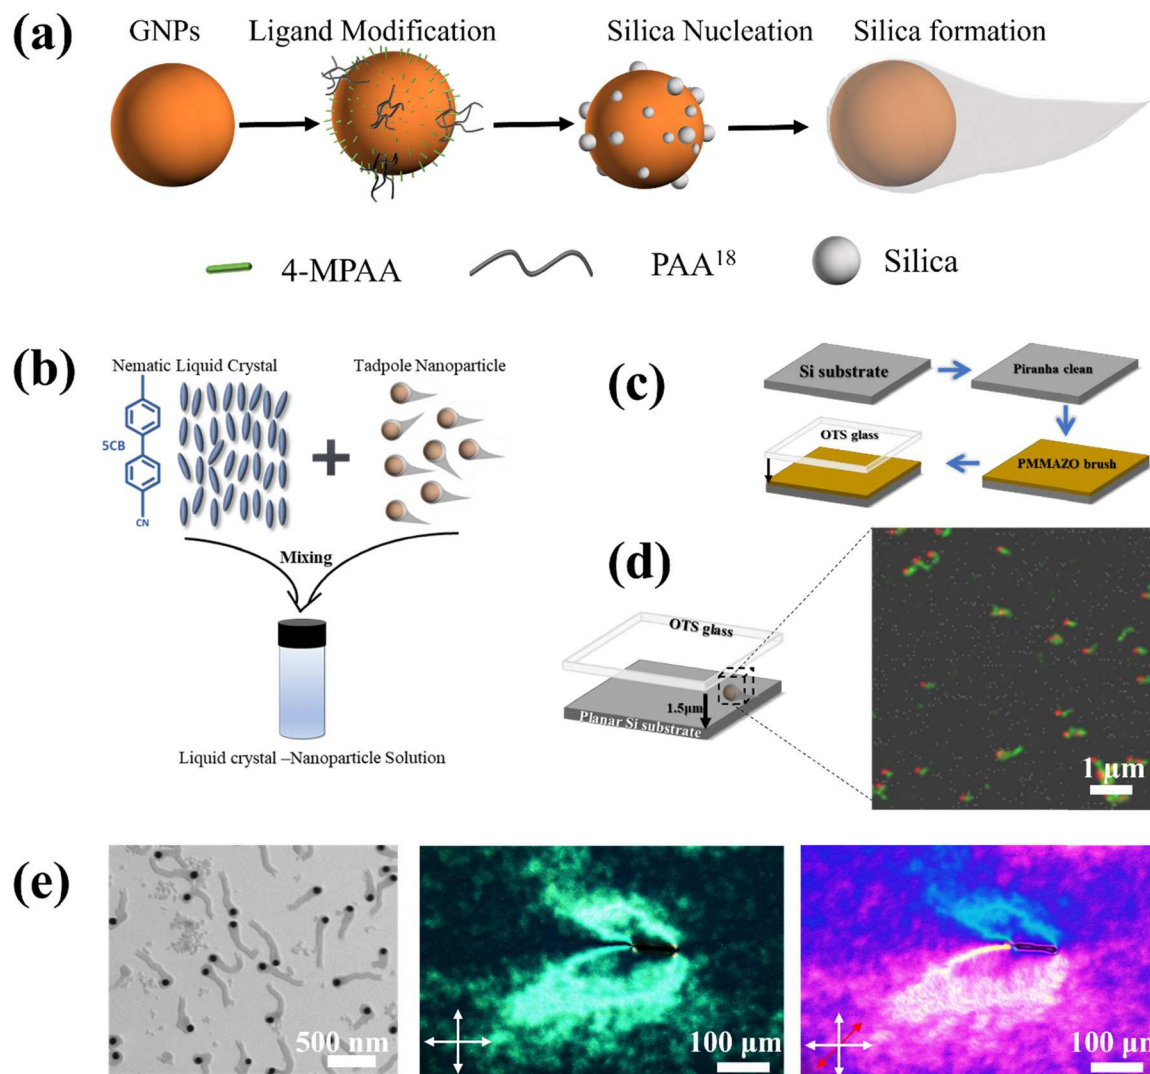 (a)
GNPs Ligand Modification Silica Nucleation Silica formation
4-MPAA PAA¹⁸ Silica
(b)
Nematic Liquid Crystal Tadpole Nanoparticle
5CB
CN
+
Mixing
Liquid crystal –Nanoparticle Solution
(c)
Si substrate Piranha clean
OTS glass
PMMAZO brush
(d)
OTS glass
1.5μm
Planar Si substrate
1 μm
(e)
500 nm 100 μm 100 μm